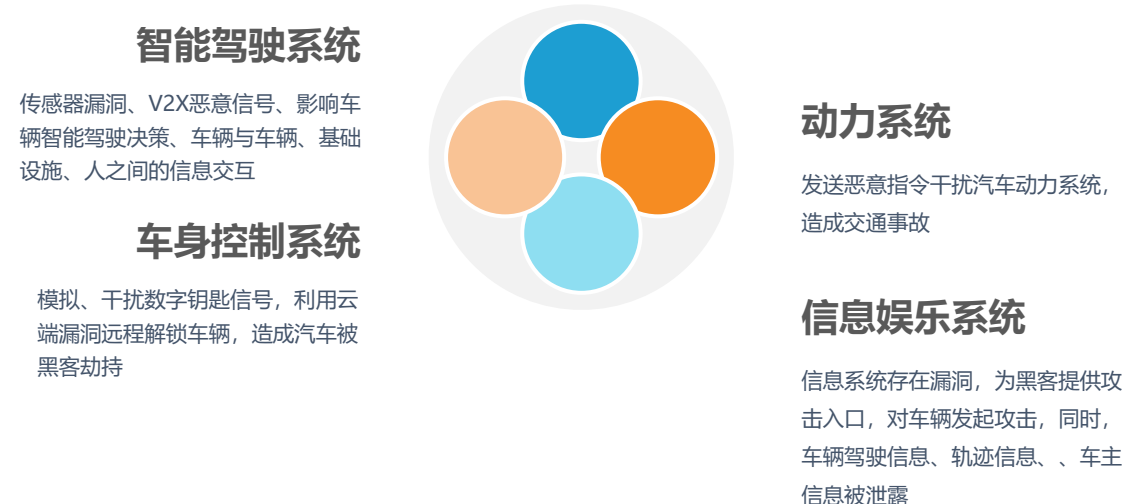 智能驾驶系统
传感器漏洞、V2X恶意信号、影响车
辆智能驾驶决策、车辆与车辆、基础
设施、人之间的信息交互
车身控制系统
模拟、干扰数字钥匙信号，利用云
端漏洞远程解锁车辆，造成汽车被
黑客劫持
动力系统
发送恶意指令干扰汽车动力系统，
造成交通事故
信息娱乐系统
信息系统存在漏洞，为黑客提供攻
击入口，对车辆发起攻击，同时，
车辆驾驶信息、轨迹信息、、车主
信息被泄露